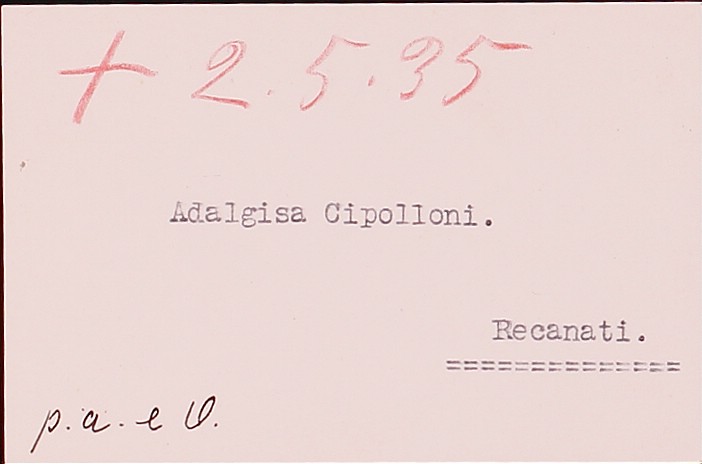 + 2.5.35
Adalgisa Cipolloni.
Recanati.
==============
p.a. e O.